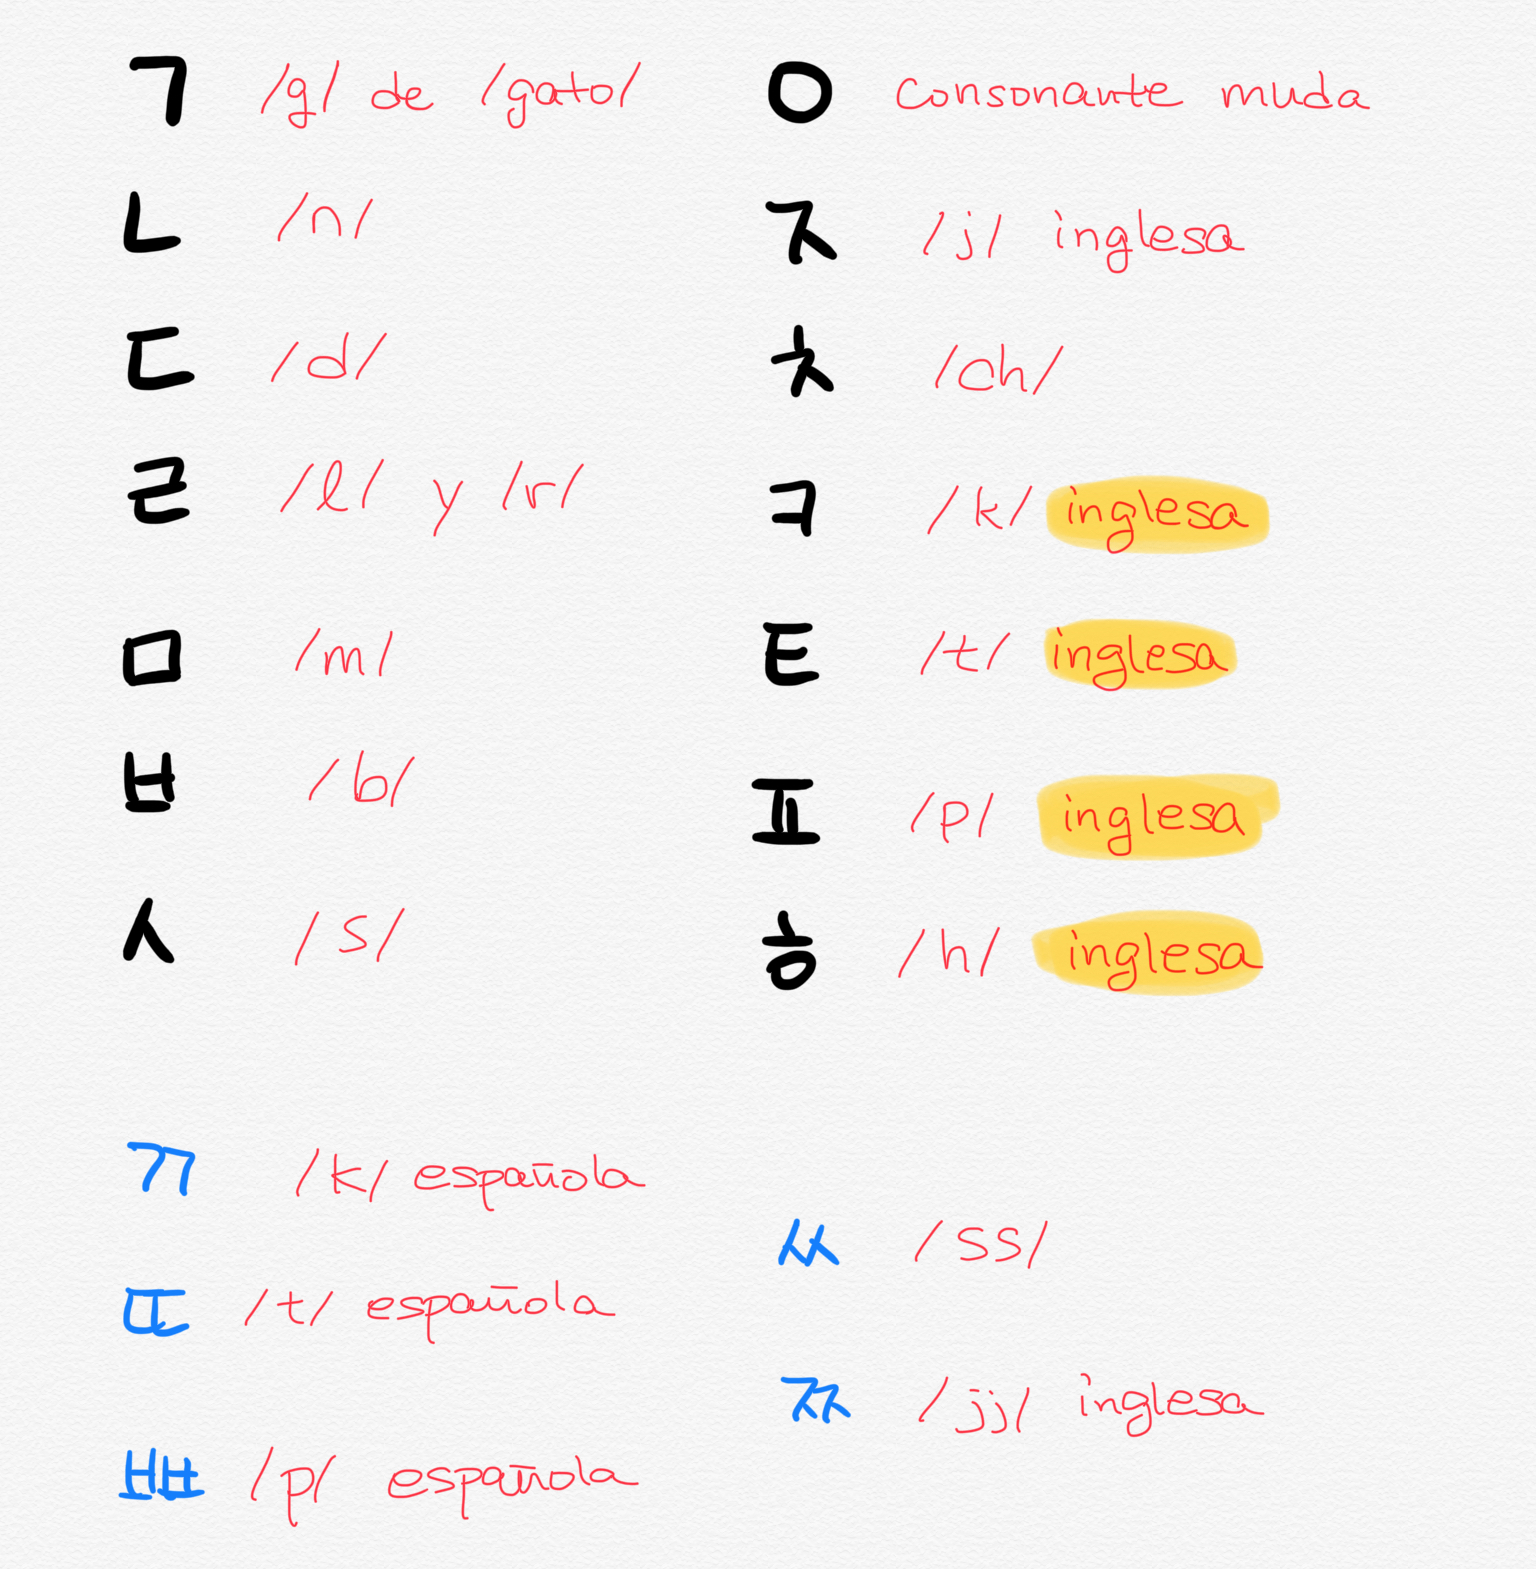 ㄱ /g/ de /gato/
ㄴ /n/
ㄷ /d/
ㄹ /l/ y /r/
ㅁ /m/
ㅂ /b/
ㅅ /s/
ㅇ consonante muda
ㅈ /j/ inglesa
ㅊ /ch/
ㅋ /k/ inglesa
ㅌ /t/ inglesa
ㅍ /p/ inglesa
ㅎ /h/ inglesa
ㄲ /k/ española
ㄸ /t/ española
ㅃ /p/ española
ㅆ /ss/
ㅉ /jj/ inglesa